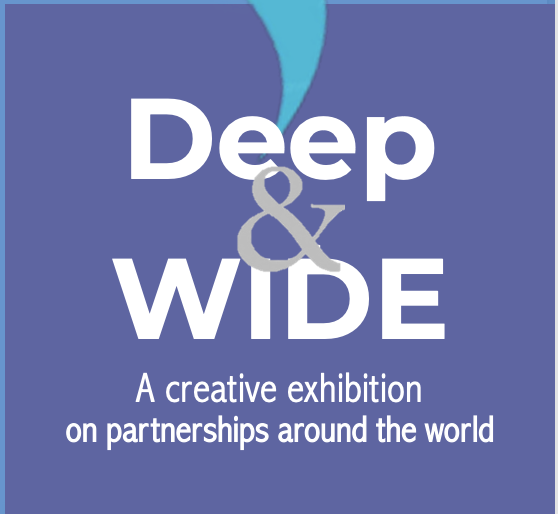 Deep
&
WIDE
A creative exhibition
on partnerships around the world